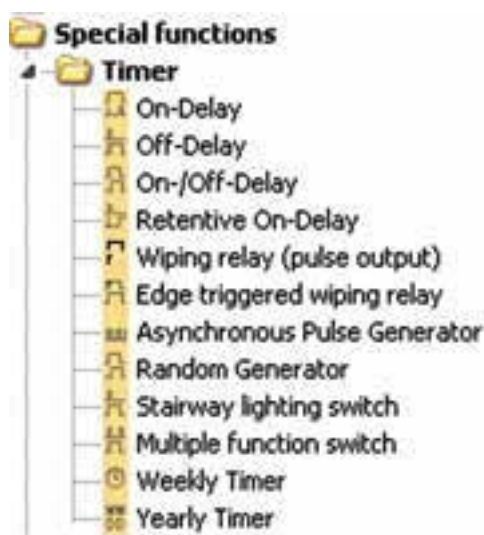 Special functions
Timer
On-Delay
Off-Delay
On-/Off-Delay
Retentive On-Delay
Wiping relay (pulse output)
Edge triggered wiping relay
Asynchronous Pulse Generator
Random Generator
Stairway lighting switch
Multiple function switch
Weekly Timer
Yearly Timer